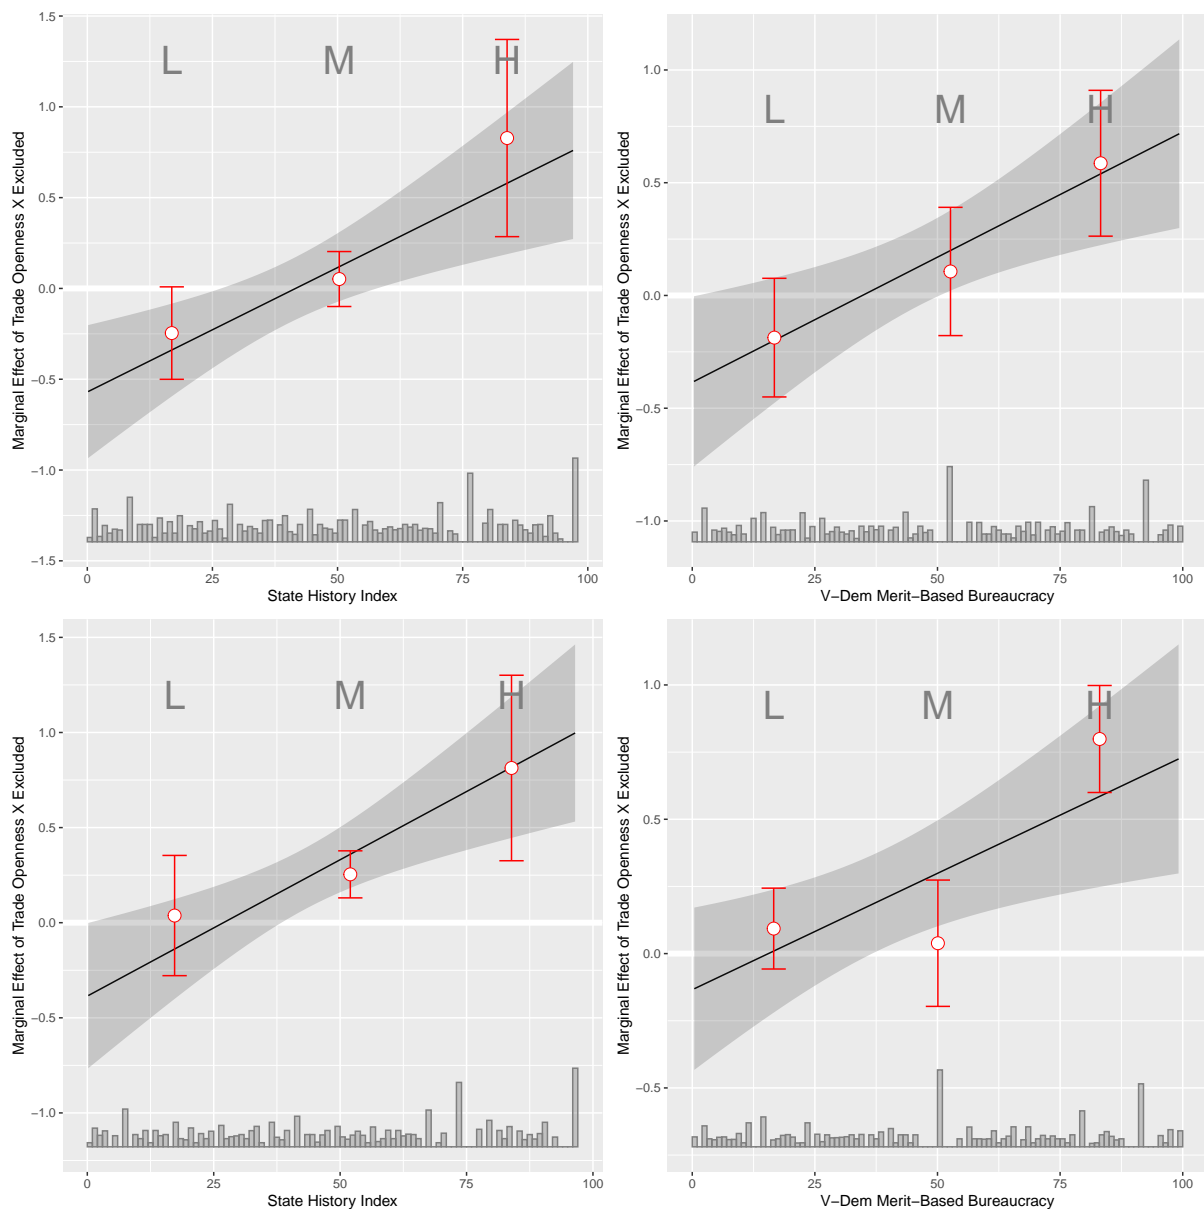 1.5
1.0
0.5
0.0
−0.5
−1.0
−1.5
Marginal Effect of Trade Openness X Excluded
L M H
0 25 50 75 100
State History Index
1.0
0.5
0.0
−0.5
−1.0
Marginal Effect of Trade Openness X Excluded
L M H
0 25 50 75 100
V−Dem Merit−Based Bureaucracy
1.5
1.0
0.5
0.0
−0.5
−1.0
Marginal Effect of Trade Openness X Excluded
L M H
0 25 50 75 100
State History Index
1.0
0.5
0.0
−0.5
Marginal Effect of Trade Openness X Excluded
L M H
0 25 50 75 100
V−Dem Merit−Based Bureaucracy